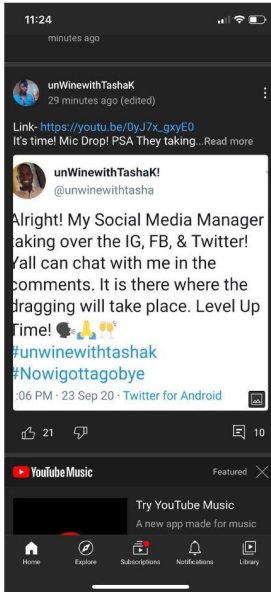 11:24
minutes ago
unWinewithTashaK
29 minutes ago (edited)
Link- https://youtu.be/0yJ7x_gxyE0
It's time! Mic Drop! PSA They taking...Read more
unWinewithTashaK!
@unwinewithtasha
Alright! My Social Media Manager
taking over the IG, FB, & Twitter!
Yall can chat with me in the
comments. It is there where the
dragging will take place. Level Up
Time! 🗣🙏🥂
#unwinewithtashak
#Nowigottagobye
:06 PM · 23 Sep 20 · Twitter for Android
21
10
YouTube Music
Featured
Try YouTube Music
A new app made for music
Home
Explore
Subscriptions
Notifications
Library